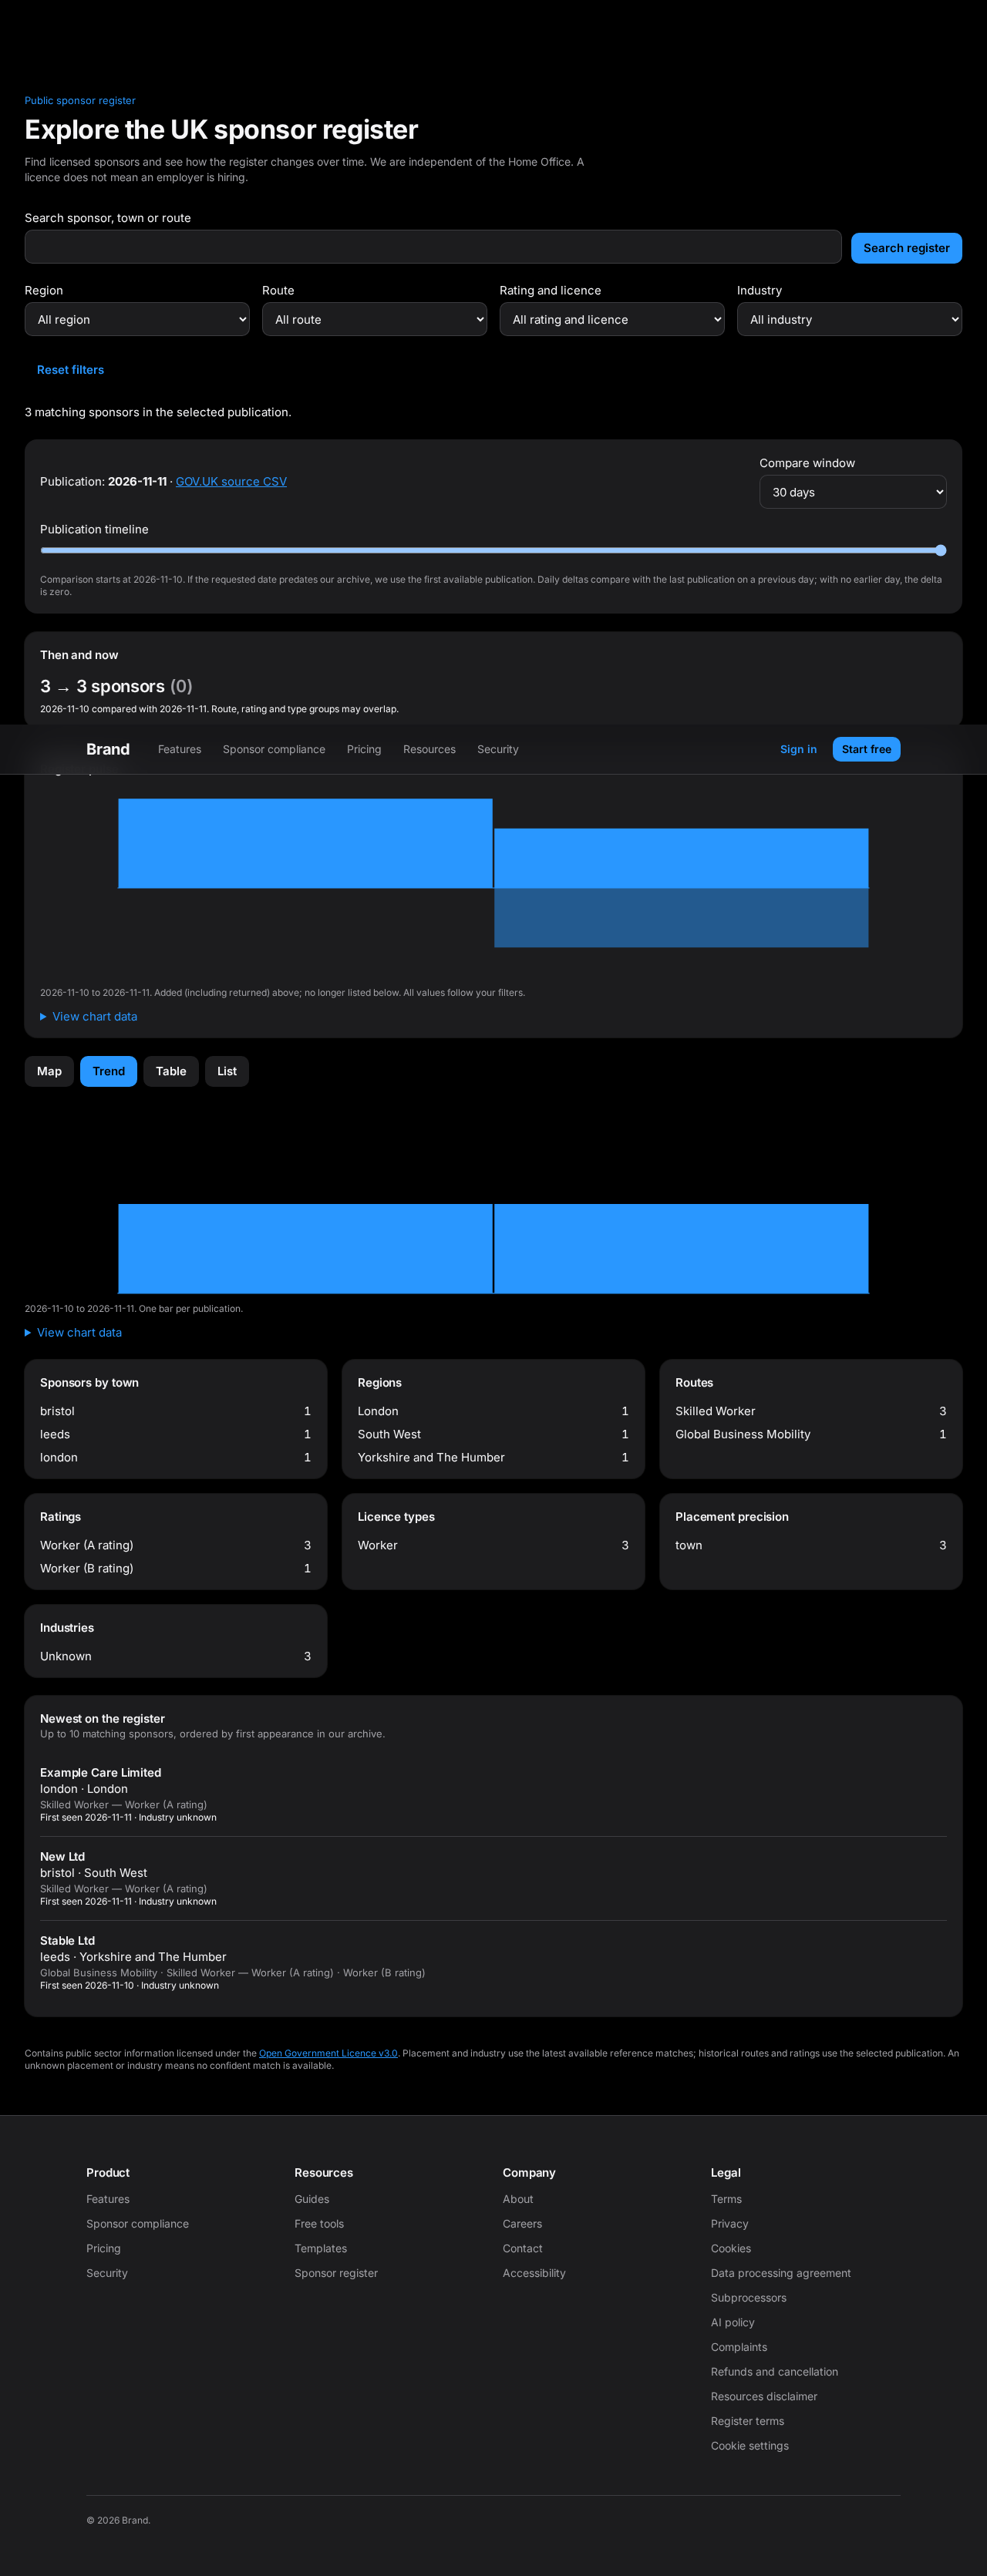 Public sponsor register
Explore the UK sponsor register
Find licensed sponsors and see how the register changes over time. We are independent of the Home Office. A
licence does not mean an employer is hiring.
Search sponsor, town or route
Search register
Region
Route
Rating and licence
Industry
All region
All route
All rating and licence
All industry
Reset filters
3 matching sponsors in the selected publication.
Publication: 2026-11-11 · GOV.UK source CSV
Compare window
30 days
Publication timeline
Comparison starts at 2026-11-10. If the requested date predates our archive, we use the first available publication. Daily deltas compare with the last publication on a previous day; with no earlier day, the delta
is zero.
Then and now
3 → 3 sponsors (0)
2026-11-10 compared with 2026-11-11. Route, rating and type groups may overlap.
Brand
Features
Sponsor compliance
Pricing
Resources
Security
Sign in
Start free
2026-11-10 to 2026-11-11. Added (including returned) above; no longer listed below. All values follow your filters.
View chart data
Map
Trend
Table
List
2026-11-10 to 2026-11-11. One bar per publication.
View chart data
Sponsors by town
bristol 1
leeds 1
london 1
Regions
London 1
South West 1
Yorkshire and The Humber 1
Routes
Skilled Worker 3
Global Business Mobility 1
Ratings
Worker (A rating) 3
Worker (B rating) 1
Licence types
Worker 3
Placement precision
town 3
Industries
Unknown 3
Newest on the register
Up to 10 matching sponsors, ordered by first appearance in our archive.
Example Care Limited
london · London
Skilled Worker — Worker (A rating)
First seen 2026-11-11 · Industry unknown
New Ltd
bristol · South West
Skilled Worker — Worker (A rating)
First seen 2026-11-11 · Industry unknown
Stable Ltd
leeds · Yorkshire and The Humber
Global Business Mobility · Skilled Worker — Worker (A rating) · Worker (B rating)
First seen 2026-11-10 · Industry unknown
Contains public sector information licensed under the Open Government Licence v3.0. Placement and industry use the latest available reference matches; historical routes and ratings use the selected publication. An
unknown placement or industry means no confident match is available.
Product
Features
Sponsor compliance
Pricing
Security
Resources
Guides
Free tools
Templates
Sponsor register
Company
About
Careers
Contact
Accessibility
Legal
Terms
Privacy
Cookies
Data processing agreement
Subprocessors
AI policy
Complaints
Refunds and cancellation
Resources disclaimer
Register terms
Cookie settings
© 2026 Brand.